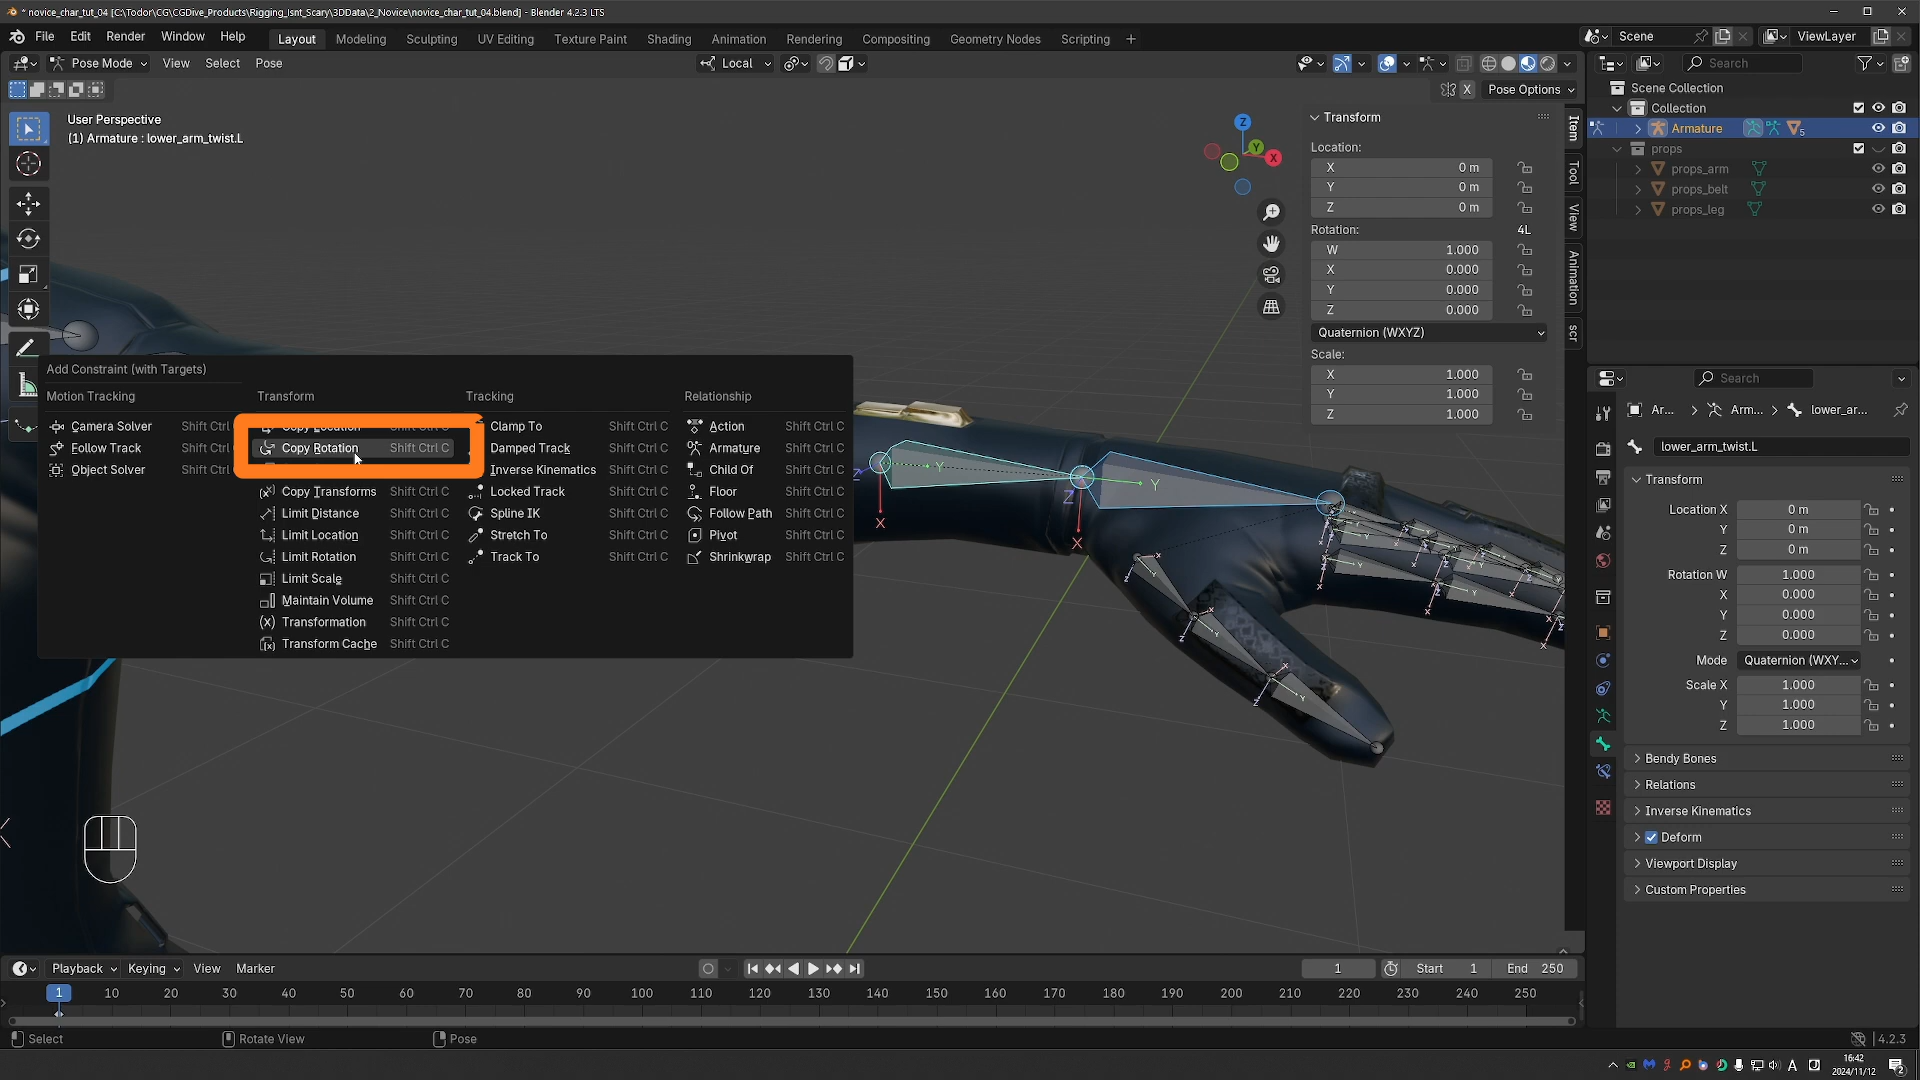 * novice_char_tut_04 [C:\Todor\CG\CGDive_Products\Rigging_Isnt_Scary\3DData\2_Novice\novice_char_tut_04.blend] - Blender 4.2.3 LTS
File Edit Render Window Help Layout Modeling Sculpting UV Editing Texture Paint Shading Animation Rendering Compositing Geometry Nodes Scripting + Scene ViewLayer
Pose Mode View Select Pose Local Search
X Pose Options
User Perspective
(1) Armature : lower_arm_twist.L
Z
Y
X
Transform
Location:
X 0 m
Y 0 m
Z 0 m
Rotation: 4L
W 1.000
X 0.000
Y 0.000
Z 0.000
Quaternion (WXYZ)
Scale:
X 1.000
Y 1.000
Z 1.000
Item
Tool
View
Animation
scr
Scene Collection
Collection
Armature 5
props
props_arm
props_belt
props_leg
Add Constraint (with Targets)
Motion Tracking
Camera Solver Shift Ctrl
Follow Track Shift Ctrl
Object Solver Shift Ctrl
Transform
Copy Location Shift Ctrl C
Copy Rotation Shift Ctrl C
Copy Transforms Shift Ctrl C
Limit Distance Shift Ctrl C
Limit Location Shift Ctrl C
Limit Rotation Shift Ctrl C
Limit Scale Shift Ctrl C
Maintain Volume Shift Ctrl C
Transformation Shift Ctrl C
Transform Cache Shift Ctrl C
Tracking
Clamp To Shift Ctrl C
Damped Track Shift Ctrl C
Inverse Kinematics Shift Ctrl C
Locked Track Shift Ctrl C
Spline IK Shift Ctrl C
Stretch To Shift Ctrl C
Track To Shift Ctrl C
Relationship
Action Shift Ctrl C
Armature Shift Ctrl C
Child Of Shift Ctrl C
Floor Shift Ctrl C
Follow Path Shift Ctrl C
Pivot Shift Ctrl C
Shrinkwrap Shift Ctrl C
Z Y X
Z Y X
Search
Ar... Arm... lower_ar...
lower_arm_twist.L
Transform
Location X 0 m
Y 0 m
Z 0 m
Rotation W 1.000
X 0.000
Y 0.000
Z 0.000
Mode Quaternion (WXY...
Scale X 1.000
Y 1.000
Z 1.000
Bendy Bones
Relations
Inverse Kinematics
Deform
Viewport Display
Custom Properties
Playback Keying View Marker 1 Start 1 End 250
1 10 20 30 40 50 60 70 80 90 100 110 120 130 140 150 160 170 180 190 200 210 220 230 240 250
Select Rotate View Pose 4.2.3
A 16:42
2024/11/12 2